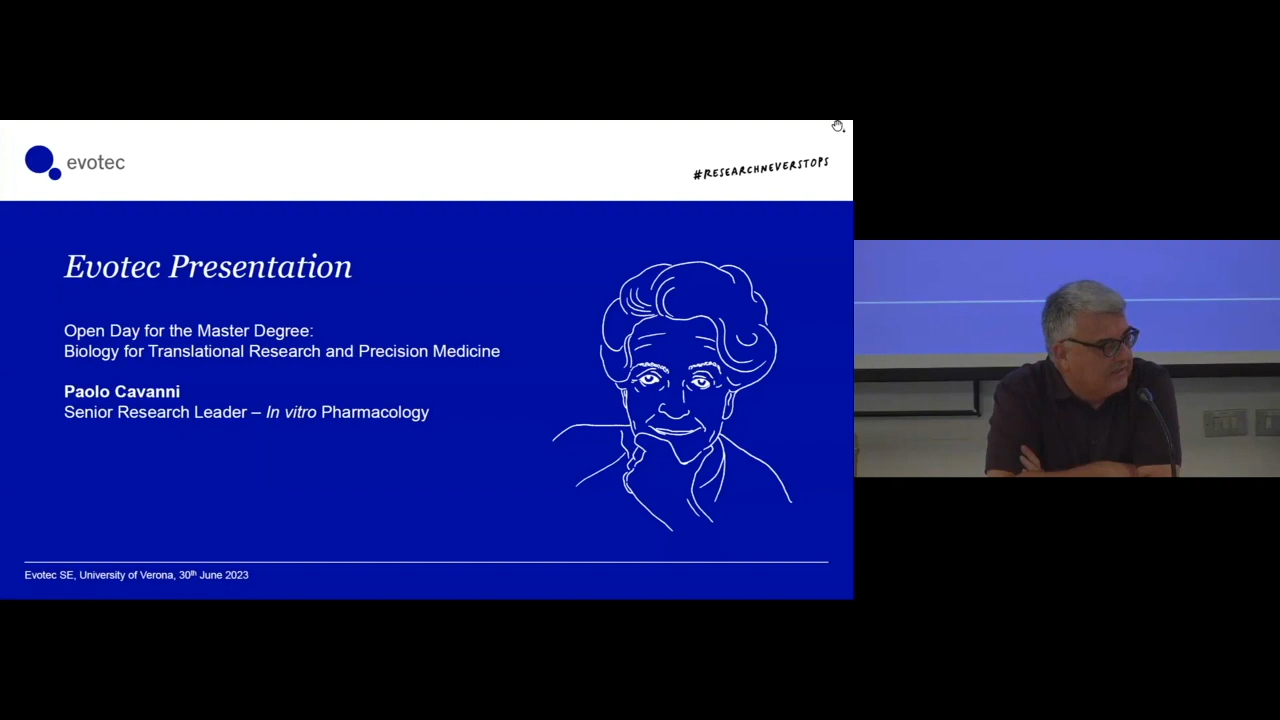 evotec
#RESEARCHNEVERSTOPS
Evotec Presentation
Open Day for the Master Degree:
Biology for Translational Research and Precision Medicine
Paolo Cavanni
Senior Research Leader – In vitro Pharmacology
Evotec SE, University of Verona, 30th June 2023